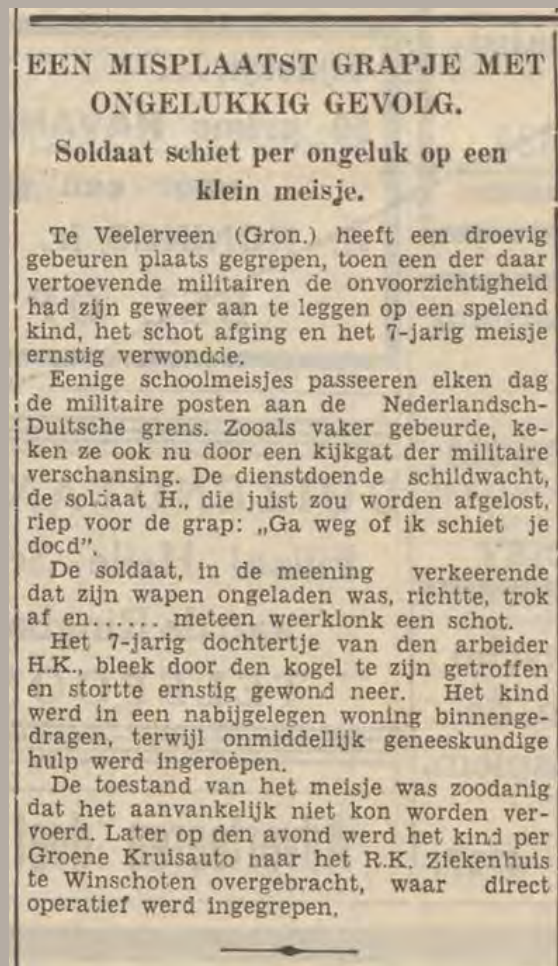 EEN MISPLAATST GRAPJE MET
ONGELUKKIG GEVOLG.
Soldaat schiet per ongeluk op een
klein meisje.
Te Veelerveen (Gron.) heeft een droevig
gebeuren plaats gegrepen, toen een der daar
vertoevende militairen de onvoorzichtigheid
had zijn geweer aan te leggen op een spelend
kind, het schot afging en het 7-jarig meisje
ernstig verwondde.
Eenige schoolmeisjes passeeren elken dag
de militaire posten aan de Nederlandsch-
Duitsche grens. Zooals vaker gebeurde, ke-
ken ze ook nu door een kijkgat der militaire
verschansing. De dienstdoende schildwacht,
de soldaat H., die juist zou worden afgelost,
riep voor de grap: „Ga weg of ik schiet je
dood".
De soldaat, in de meening verkeerende
dat zijn wapen ongeladen was, richtte, trok
af en...... meteen weerklonk een schot.
Het 7-jarig dochtertje van den arbeider
H.K., bleek door den kogel te zijn getroffen
en stortte ernstig gewond neer. Het kind
werd in een nabijgelegen woning binnenge-
dragen, terwijl onmiddellijk geneeskundige
hulp werd ingeroepen.
De toestand van het meisje was zoodanig
dat het aanvankelijk niet kon worden ver-
voerd. Later op den avond werd het kind per
Groene Kruisauto naar het R.K. Ziekenhuis
te Winschoten overgebracht, waar direct
operatief werd ingegrepen.